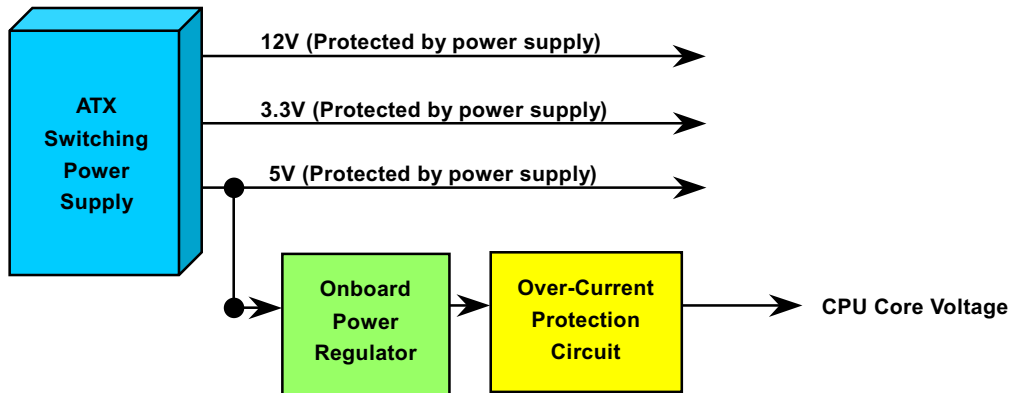 12V (Protected by power supply)
ATX
Switching
Power
Supply
3.3V (Protected by power supply)
5V (Protected by power supply)
Onboard
Power
Regulator
Over-Current
Protection
Circuit
CPU Core Voltage